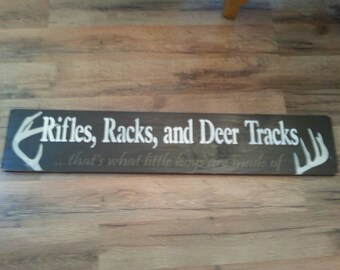 Rifles, Racks, and Deer Tracks
...that's what little boys are made of